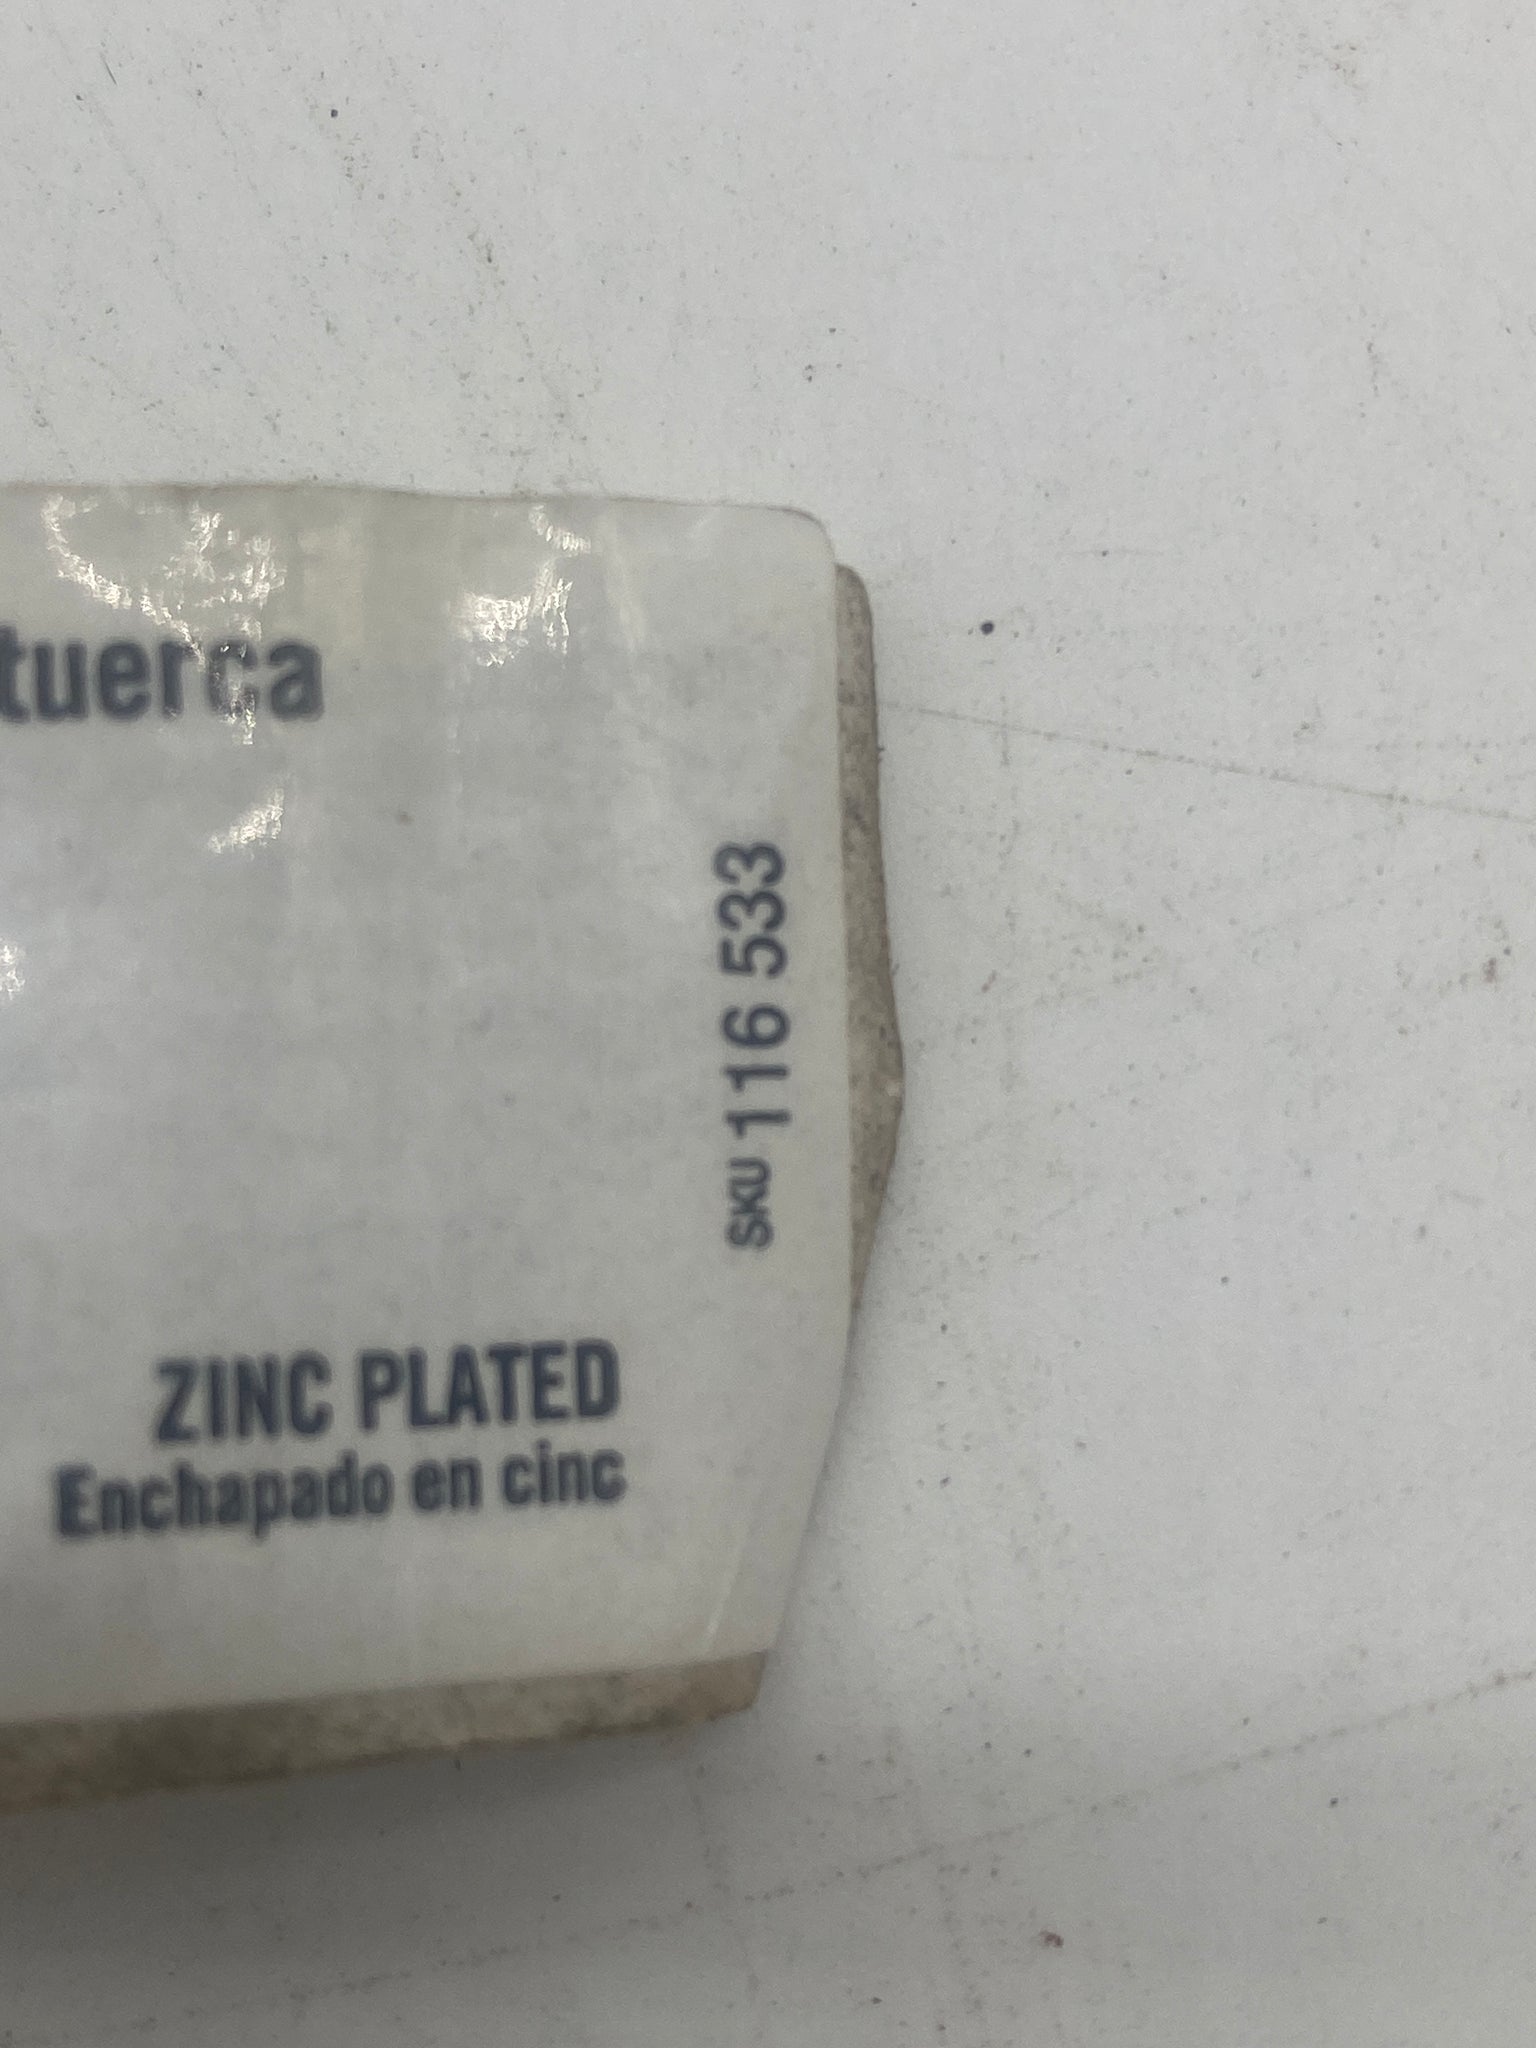 tuerca
SKU 116 533
ZINC PLATED
Enchapado en cinc